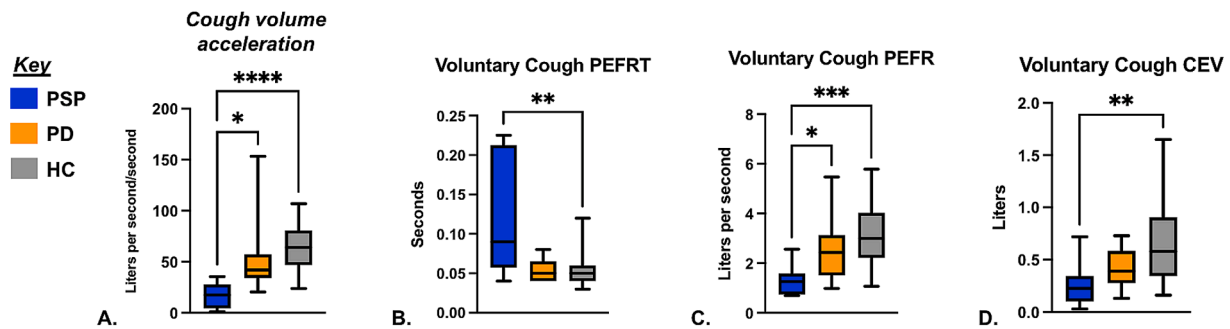 Key
PSP
PD
HC
Cough volume
acceleration
****
*
Liters per second/second
200
150
100
50
0
A.
Voluntary Cough PEFRT
**
Seconds
0.25
0.20
0.15
0.10
0.05
0.00
B.
Voluntary Cough PEFR
***
*
Liters per second
8
6
4
2
0
C.
Voluntary Cough CEV
**
Liters
2.0
1.5
1.0
0.5
0.0
D.